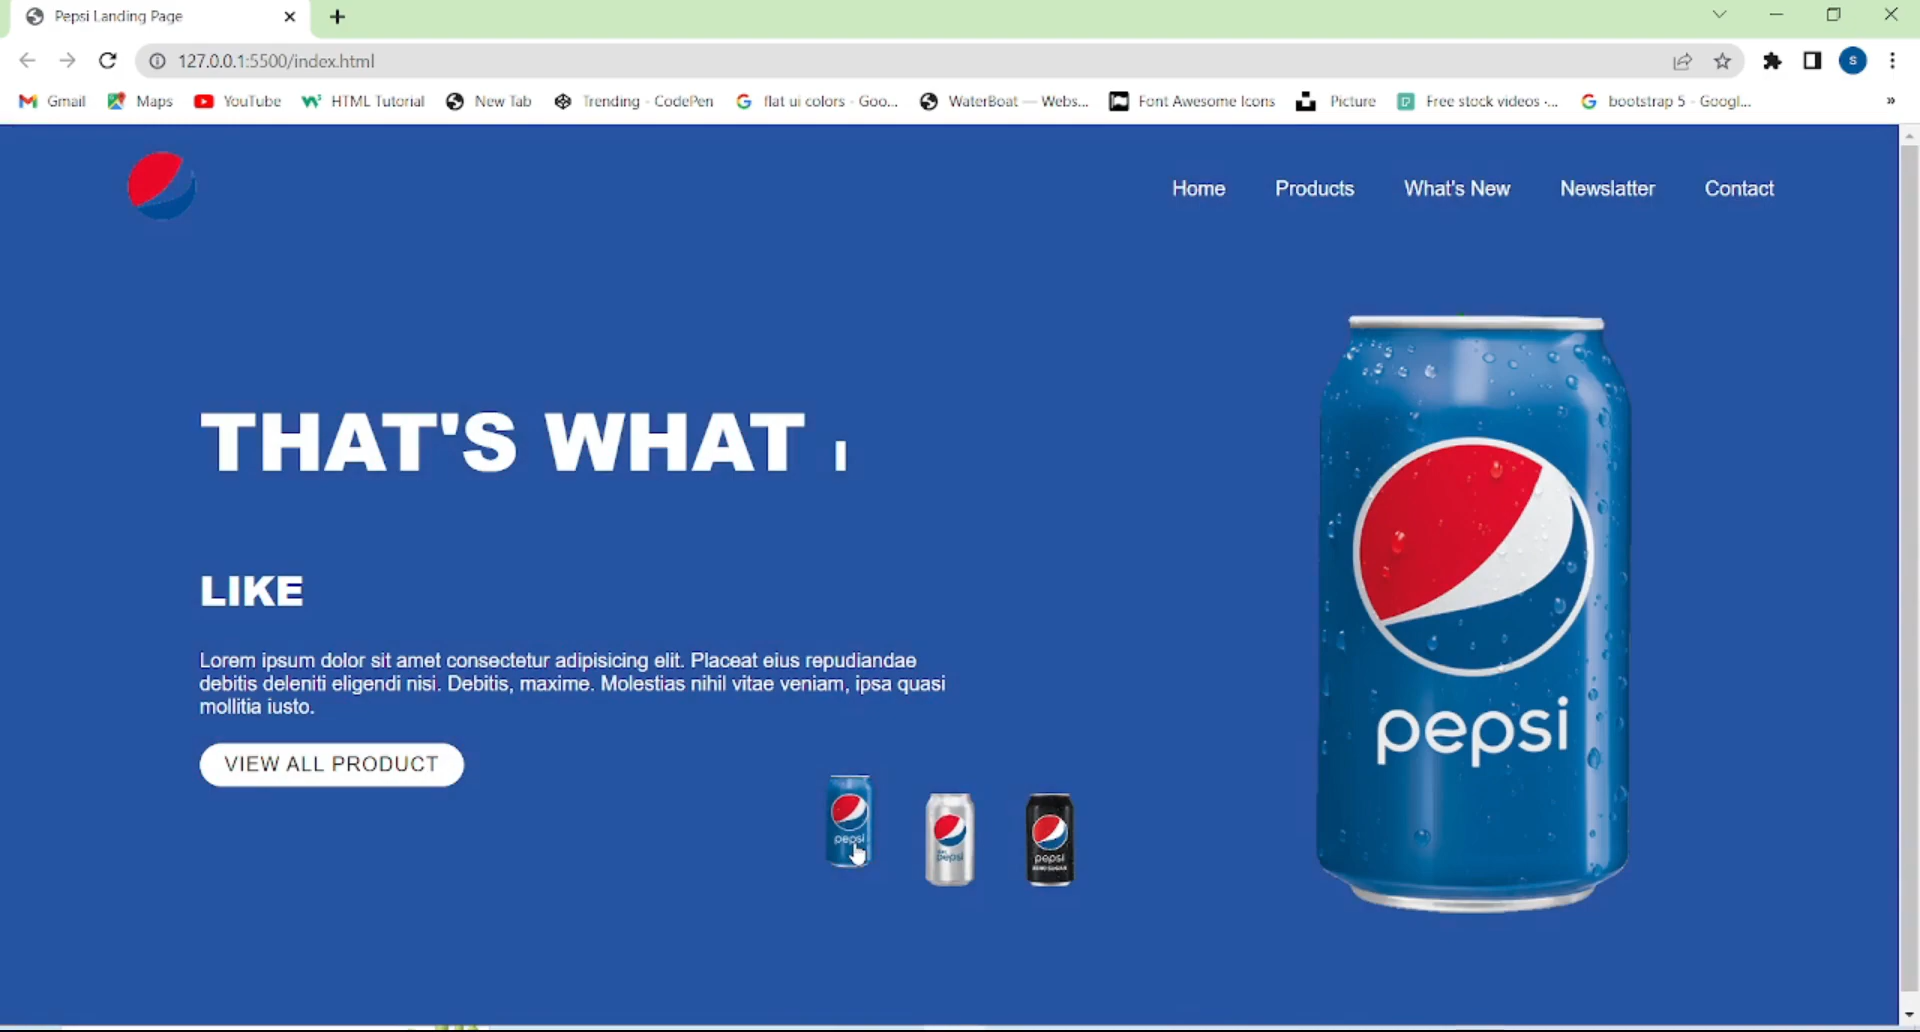 Pepsi Landing Page
127.0.0.1:5500/index.html
S
Gmail
Maps
YouTube
HTML Tutorial
New Tab
Trending - CodePen
flat ui colors - Goo...
WaterBoat — Webs...
Font Awesome Icons
Picture
Free stock videos ·...
bootstrap 5 - Googl...
Home
Products
What's New
Newslatter
Contact
THAT'S WHAT I
LIKE
Lorem ipsum dolor sit amet consectetur adipisicing elit. Placeat eius repudiandae
debitis deleniti eligendi nisi. Debitis, maxime. Molestias nihil vitae veniam, ipsa quasi
mollitia iusto.
VIEW ALL PRODUCT
pepsi
pepsi
pepsi
ZERO SUGAR
pepsi